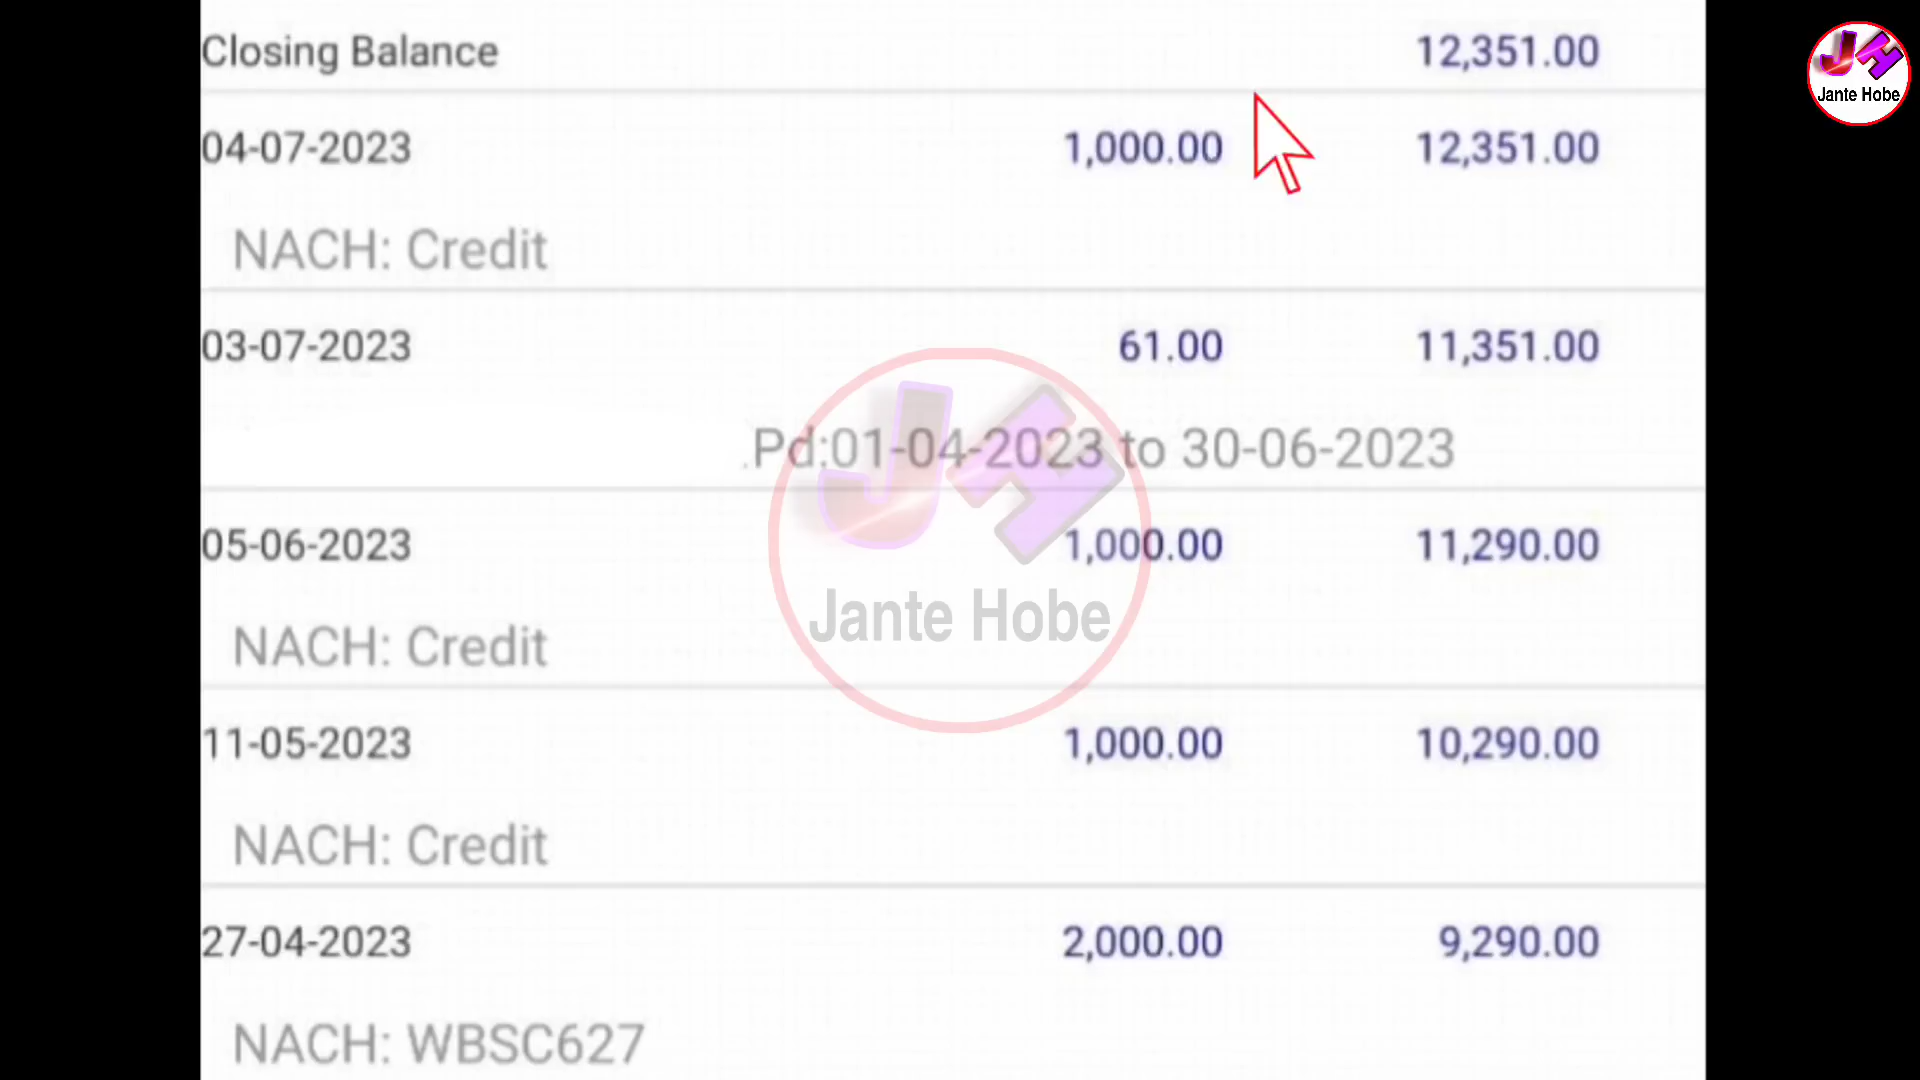 Closing Balance 12,351.00
04-07-2023 1,000.00 12,351.00
NACH: Credit
03-07-2023 61.00 11,351.00
.Pd:01-04-2023 to 30-06-2023
05-06-2023 1,000.00 11,290.00
NACH: Credit
11-05-2023 1,000.00 10,290.00
NACH: Credit
27-04-2023 2,000.00 9,290.00
NACH: WBSC627
JH
Jante Hobe
JH
Jante Hobe